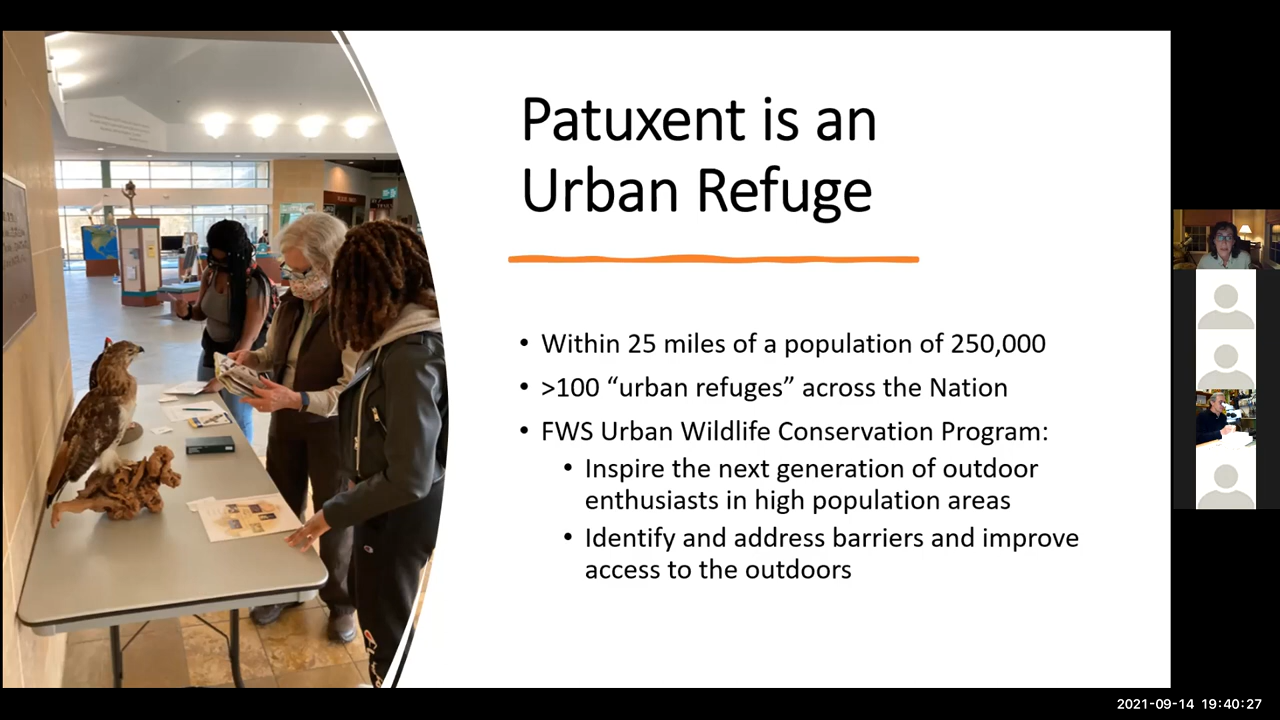 Patuxent is an
Urban Refuge
• Within 25 miles of a population of 250,000
• >100 “urban refuges” across the Nation
• FWS Urban Wildlife Conservation Program:
• Inspire the next generation of outdoor
enthusiasts in high population areas
• Identify and address barriers and improve
access to the outdoors
2021-09-14 19:40:27